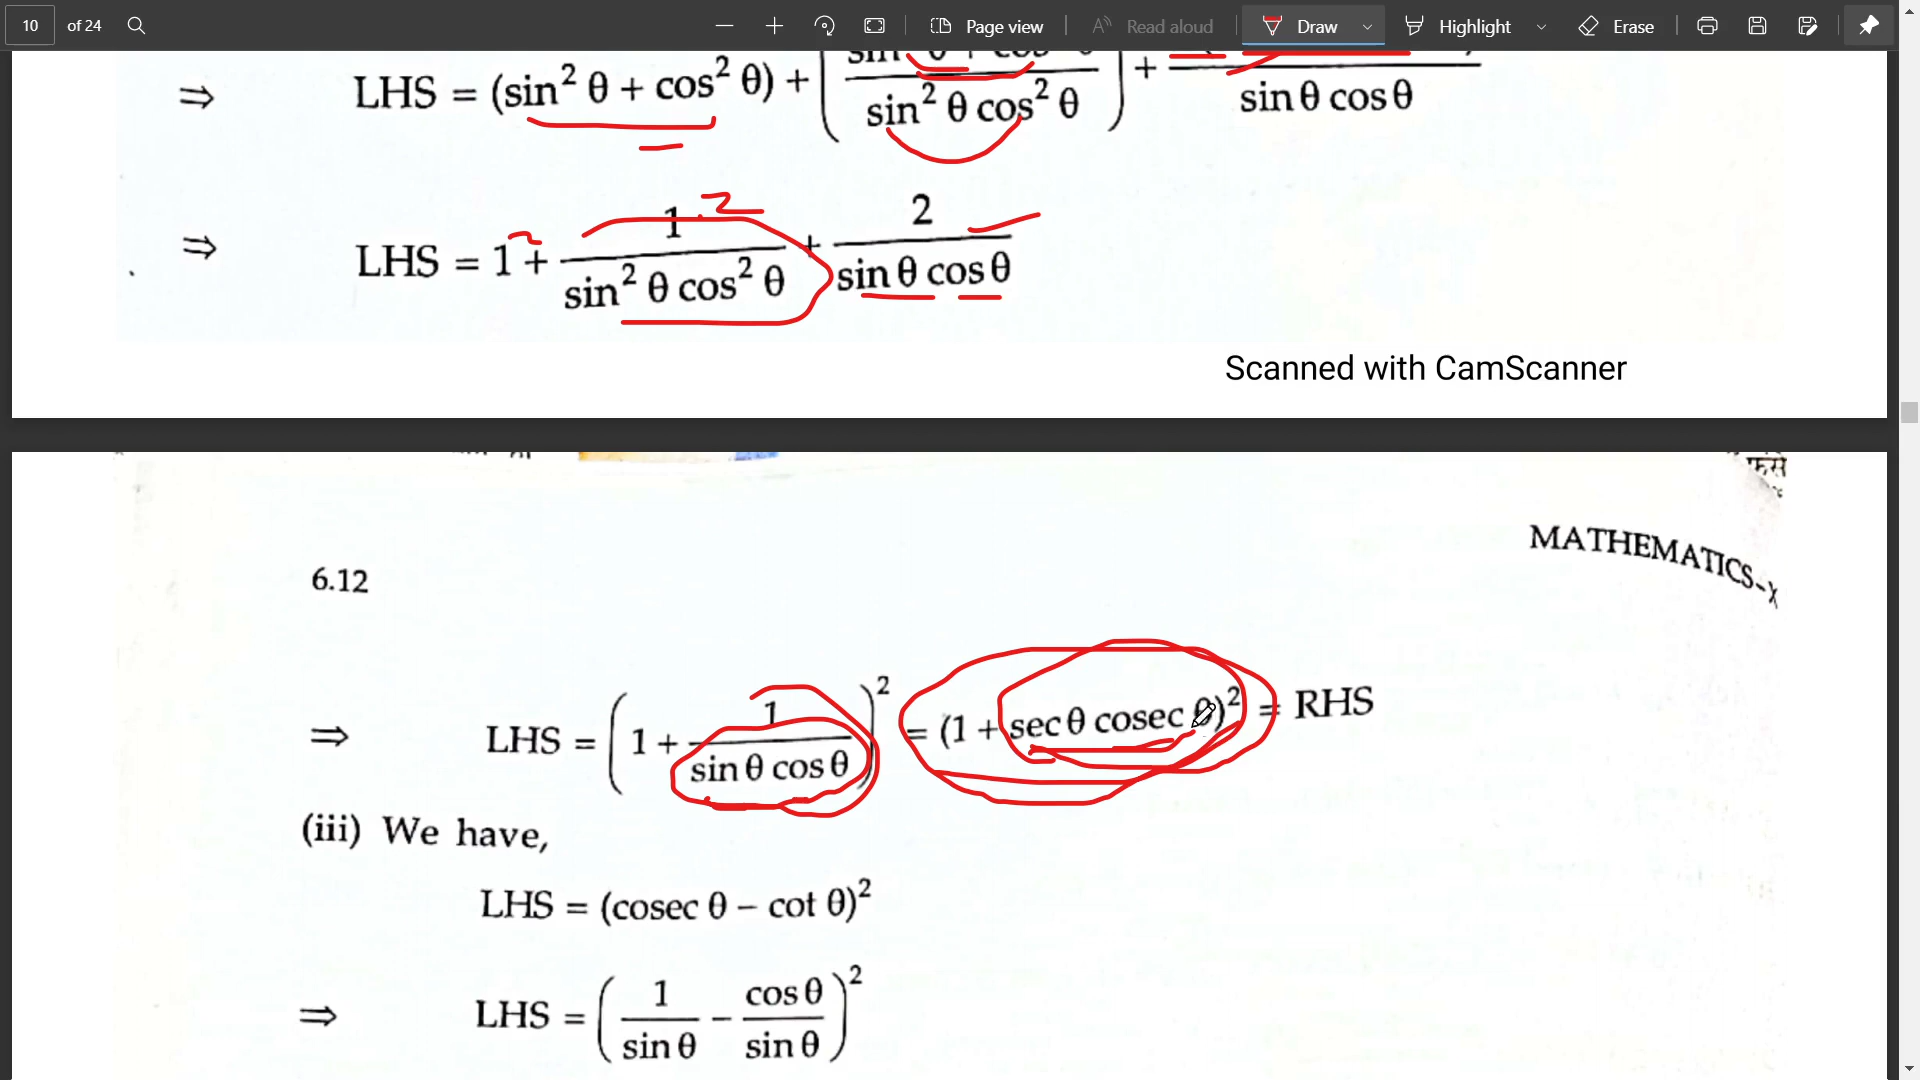 10 of 24 Page view Read aloud Draw Highlight Erase
⇒ LHS = (sin² θ + cos² θ) + ( / sin² θ cos² θ ) + / sin θ cos θ
⇒ LHS = 1 + 1 / sin² θ cos² θ + 2 / sin θ cos θ
Scanned with CamScanner
MATHEMATICS-X
6.12
⇒ LHS = ( 1 + 1 / sin θ cos θ )² = (1 + sec θ cosec θ)² = RHS
(iii) We have,
LHS = (cosec θ – cot θ)²
⇒ LHS = ( 1 / sin θ – cos θ / sin θ )²